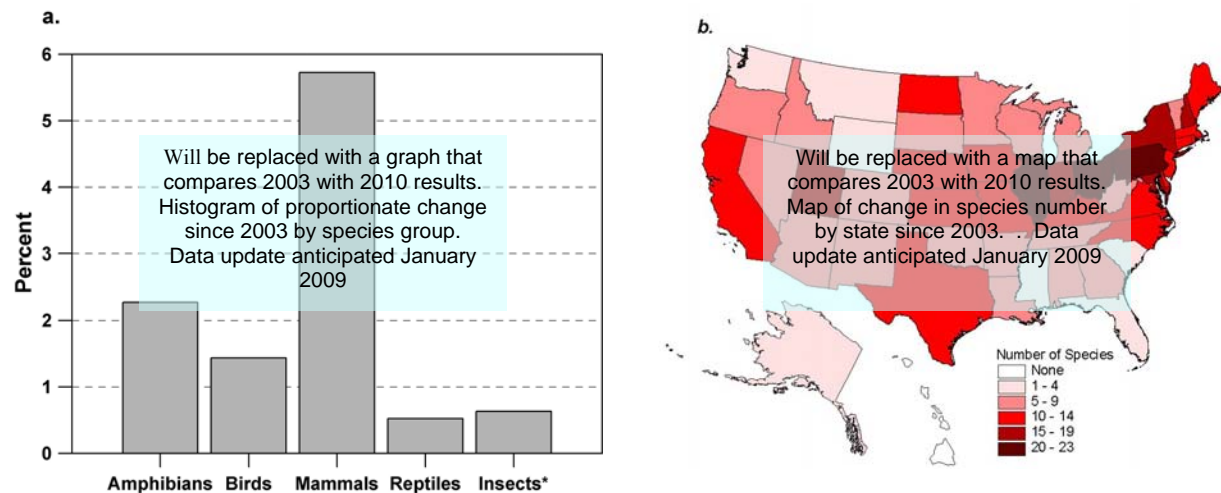 a.
6
5
4
3
2
1
0
Percent
Will be replaced with a graph that
compares 2003 with 2010 results.
Histogram of proportionate change
since 2003 by species group.
Data update anticipated January
2009
Amphibians Birds Mammals Reptiles Insects*
b.
Will be replaced with a map that
compares 2003 with 2010 results.
Map of change in species number
by state since 2003. . Data
update anticipated January 2009
Number of Species
None
1 - 4
5 - 9
10 - 14
15 - 19
20 - 23